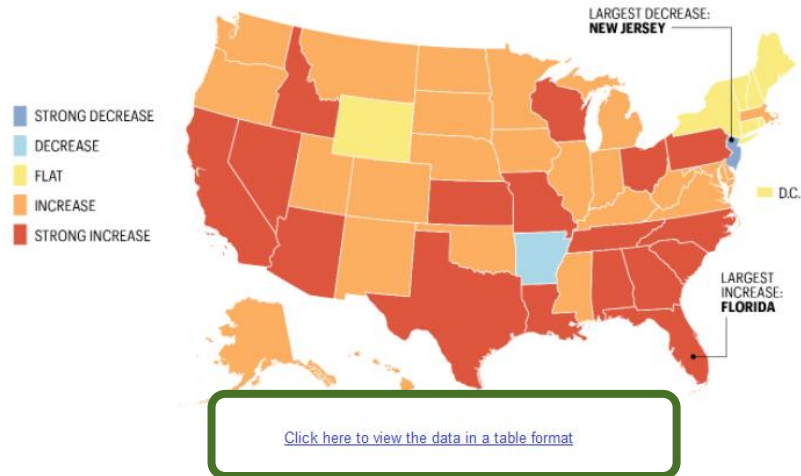 LARGEST DECREASE:
NEW JERSEY
STRONG DECREASE
DECREASE
FLAT
INCREASE
STRONG INCREASE
D.C.
LARGEST
INCREASE:
FLORIDA
Click here to view the data in a table format